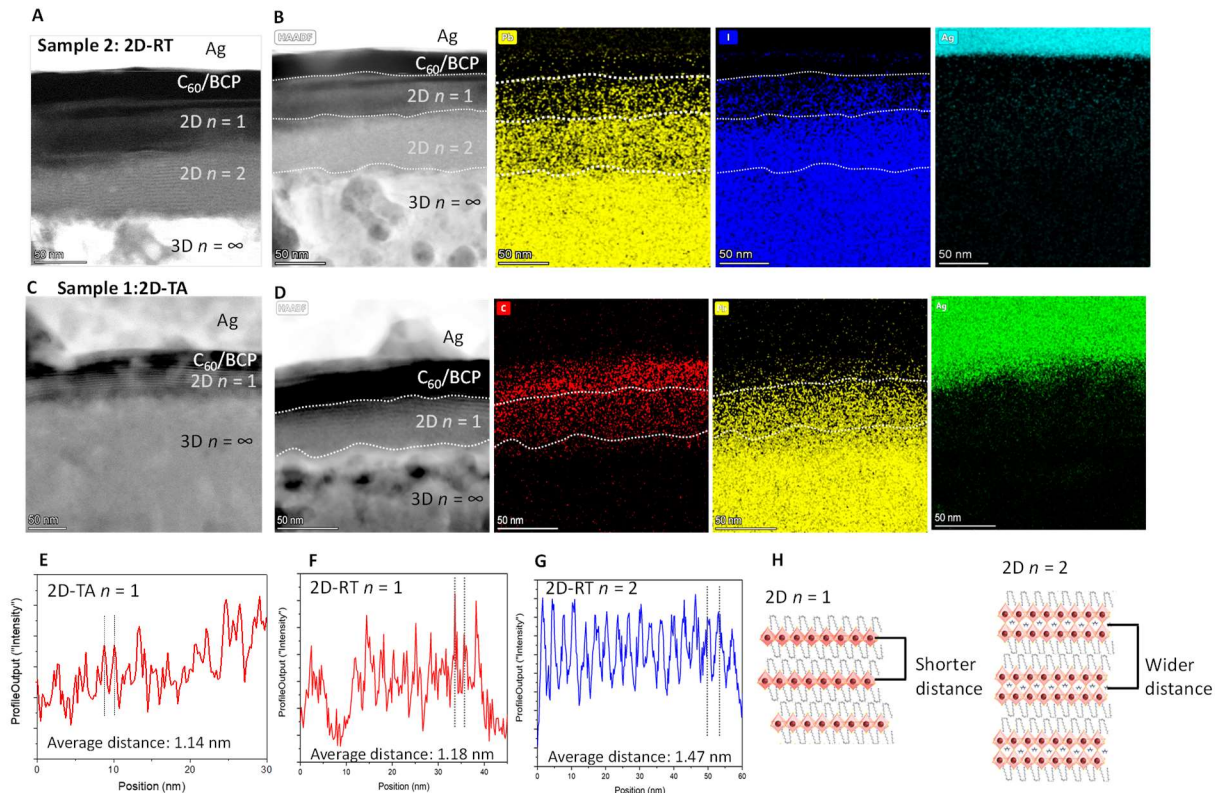 A
Sample 2: 2D-RT
Ag
C60/BCP
2D n = 1
2D n = 2
3D n = ∞
50 nm
B
HAADF
Ag
C60/BCP
2D n = 1
2D n = 2
3D n = ∞
50 nm
Pb
50 nm
I
50 nm
Ag
50 nm
C
Sample 1:2D-TA
Ag
C60/BCP
2D n = 1
3D n = ∞
50 nm
D
HAADF
Ag
C60/BCP
2D n = 1
3D n = ∞
50 nm
C
50 nm
50 nm
Ag
50 nm
E
2D-TA n = 1
ProfileOutput ("Intensity")
Average distance: 1.14 nm
0 10 20 30
Position (nm)
F
2D-RT n = 1
ProfileOutput ("Intensity")
Average distance: 1.18 nm
0 10 20 30 40
Position (nm)
G
2D-RT n = 2
ProfileOutput ("Intensity")
Average distance: 1.47 nm
0 10 20 30 40 50 60
Position (nm)
H
2D n = 1
Shorter
distance
2D n = 2
Wider
distance